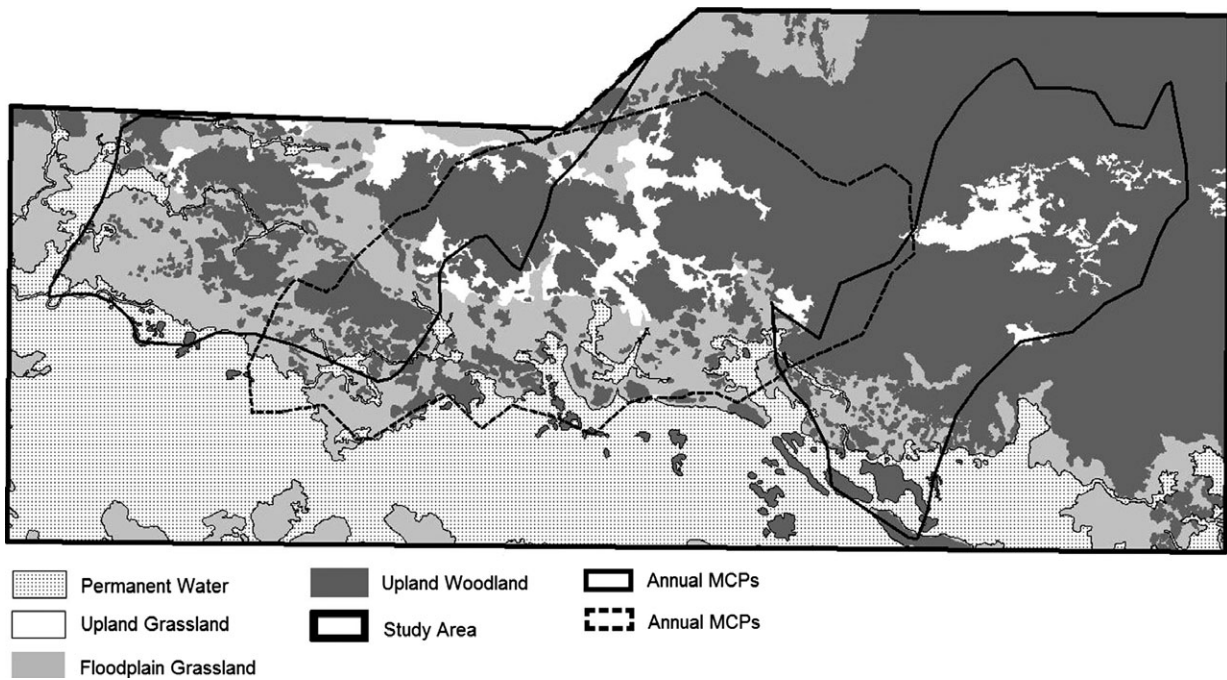 Permanent Water
Upland Woodland
Annual MCPs
Upland Grassland
Study Area
Annual MCPs
Floodplain Grassland